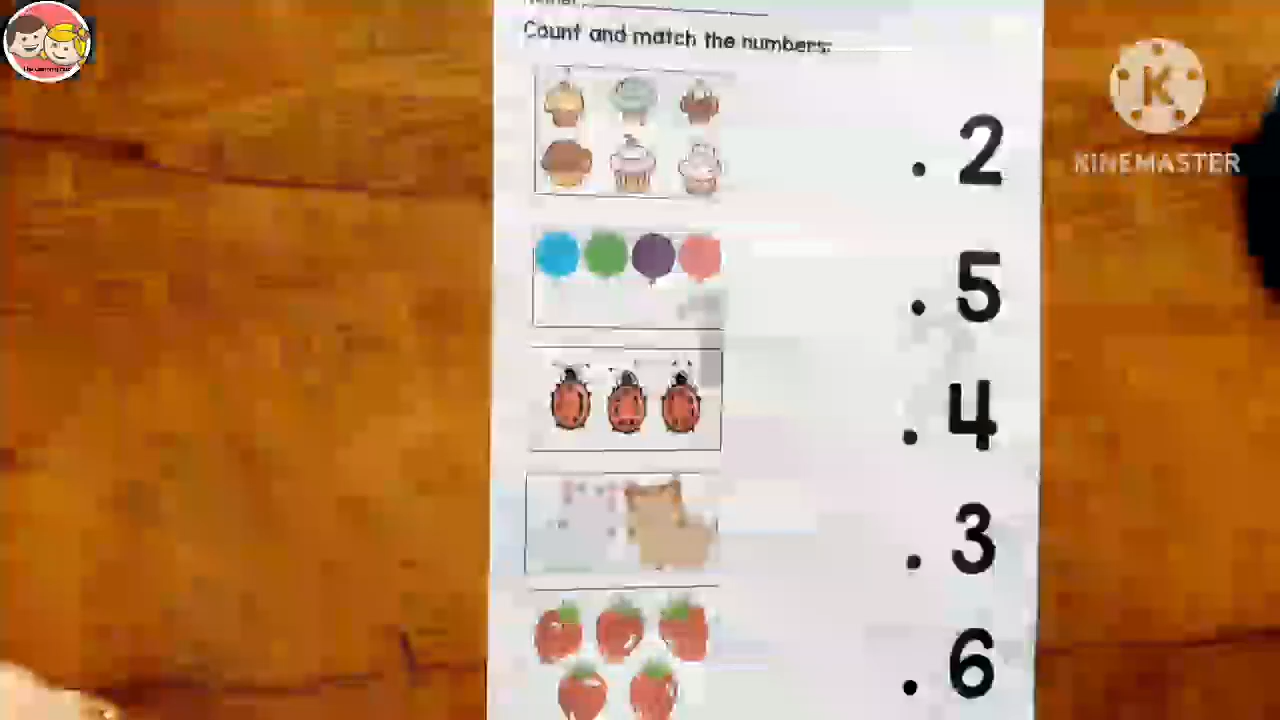 Count and match the numbers:
. 2
. 5
. 4
. 3
. 6
K
KINEMASTER